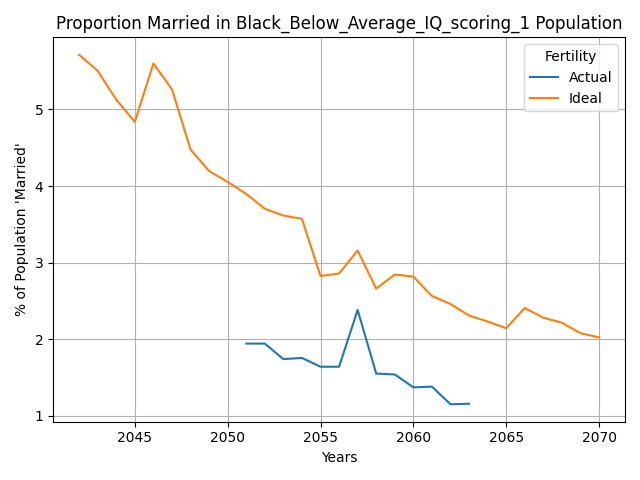 Proportion Married in Black_Below_Average_IQ_scoring_1 Population
% of Population 'Married'
5
4
3
2
1
Fertility
Actual
Ideal
2045 2050 2055 2060 2065 2070
Years